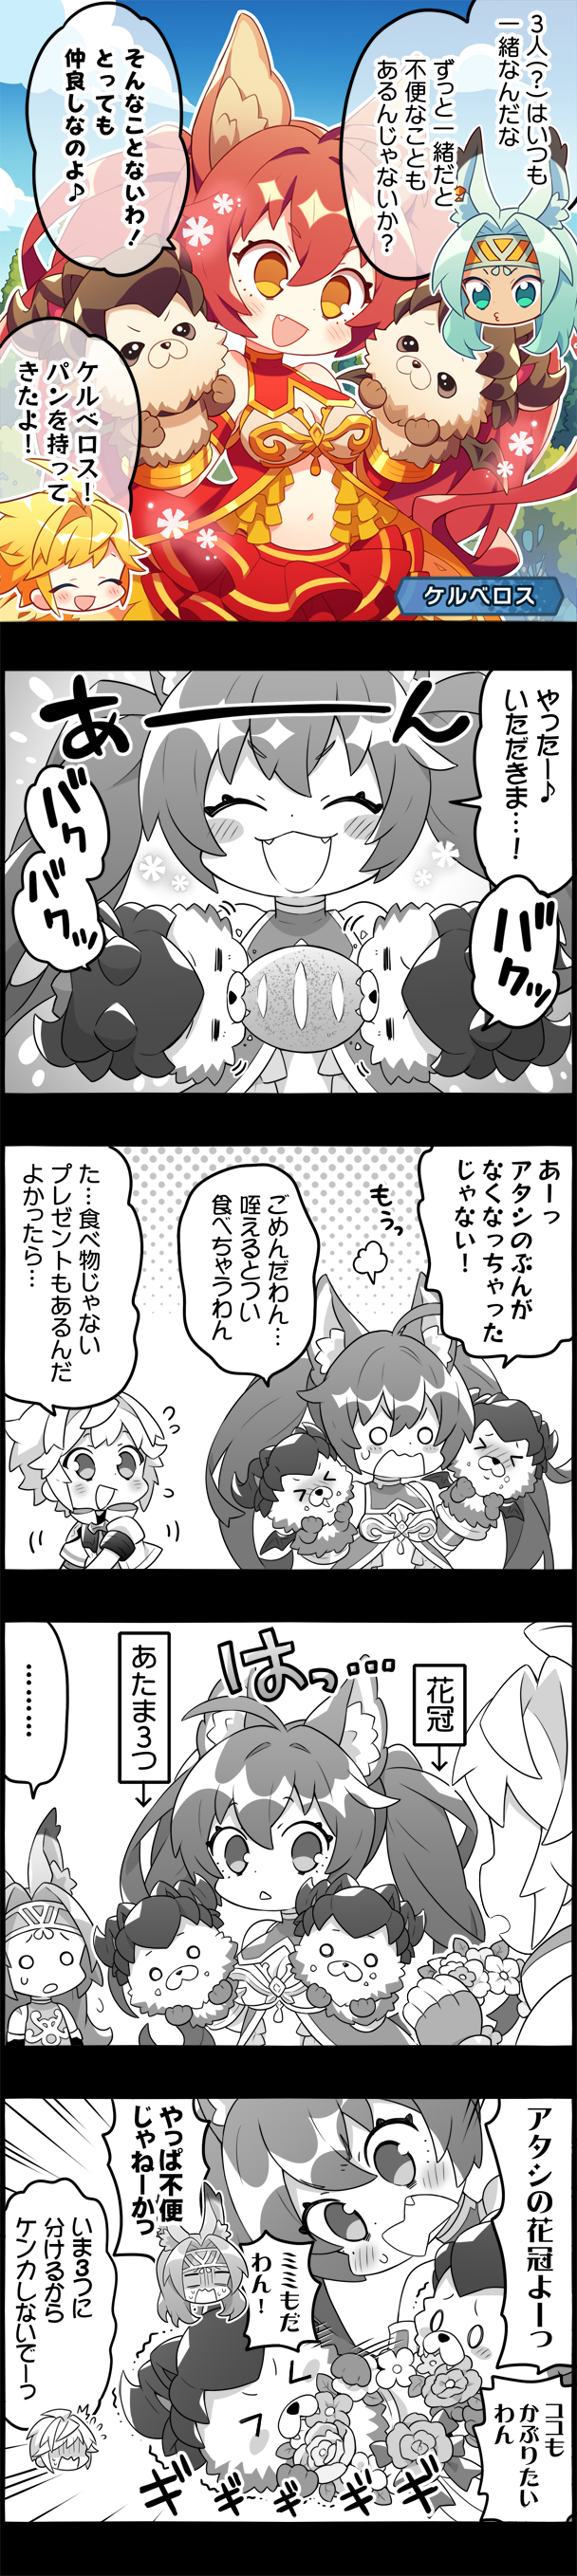 3人(?)はいつも
一緒なんだな
ずっと一緒だと
不便なことも
あるんじゃないか?
そんなことないわ!
とっても
仲良しなのよ♪
ケルベロス!
パンを持って
きたよ!
ケルベロス
やったー♪
いただきま…!
あーーん
バクッ
バクバクッ
あーっ
アタシのぶんが
なくなっちゃった
じゃない!
もうっ
ごめんだわん…
咥えるとつい
食べちゃうわん
た…食べ物じゃない
プレゼントもあるんだ
よかったら…
花冠
はっ…
あたま3つ
………
アタシの花冠よーっ
ココも
かぶりたい
わん
ミミもだ
わん!
やっぱ不便
じゃねーかっ
いま3つに
分けるから
ケンカしないでーっ
ギギギギギ